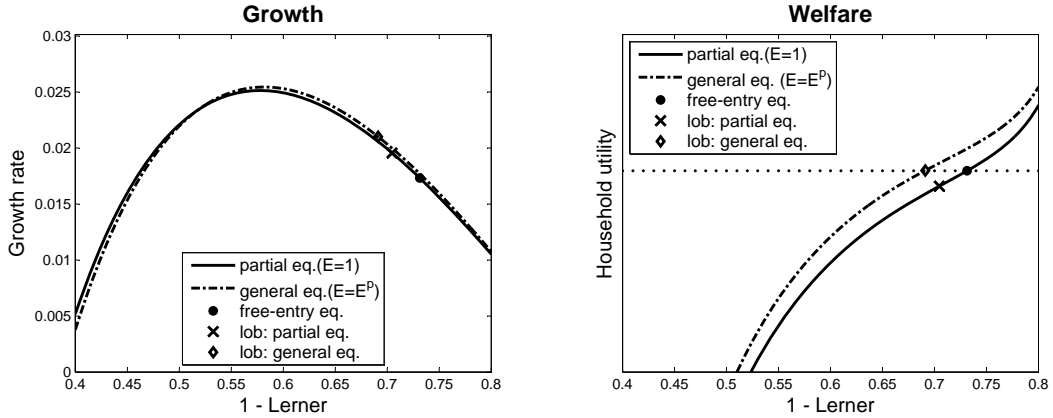 Growth
0.03
0.025
0.02
0.015
0.01
0.005
0
Growth rate
partial eq.(E=1)
general eq.(E=E^p)
free-entry eq.
lob: partial eq.
lob: general eq.
0.4 0.45 0.5 0.55 0.6 0.65 0.7 0.75 0.8
1 - Lerner
Welfare
Household utility
partial eq.(E=1)
general eq. (E=E^p)
free-entry eq.
lob: partial eq.
lob: general eq.
0.4 0.45 0.5 0.55 0.6 0.65 0.7 0.75 0.8
1 - Lerner